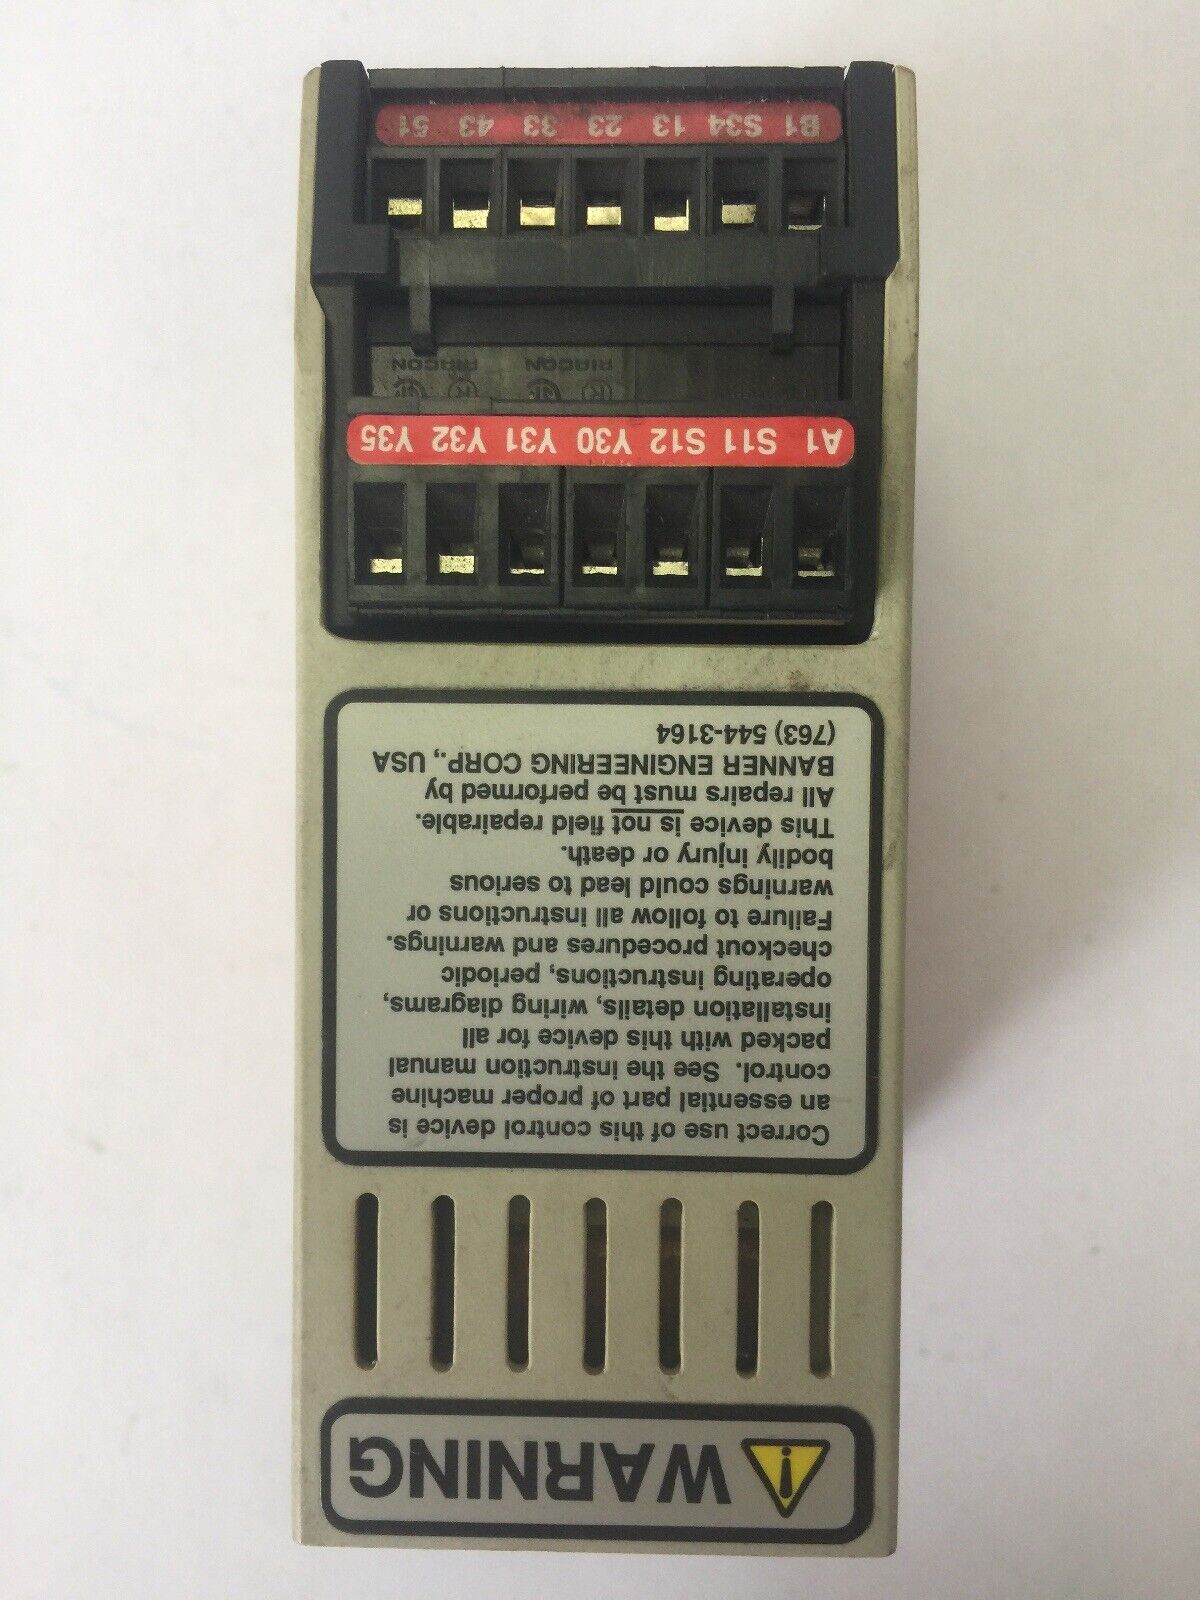 WARNING
Correct use of this control device is
an essential part of proper machine
control. See the instruction manual
packed with this device for all
installation details, wiring diagrams,
operating instructions, periodic
checkout procedures and warnings.
Failure to follow all instructions or
warnings could lead to serious
bodily injury or death.
This device is not field repairable.
All repairs must be performed by
BANNER ENGINEERING CORP., USA
(763) 544-3164
A1 S11 S12 Y30 Y31 Y32 Y35
RIACON RIACON
B1 S34 13 23 33 43 51